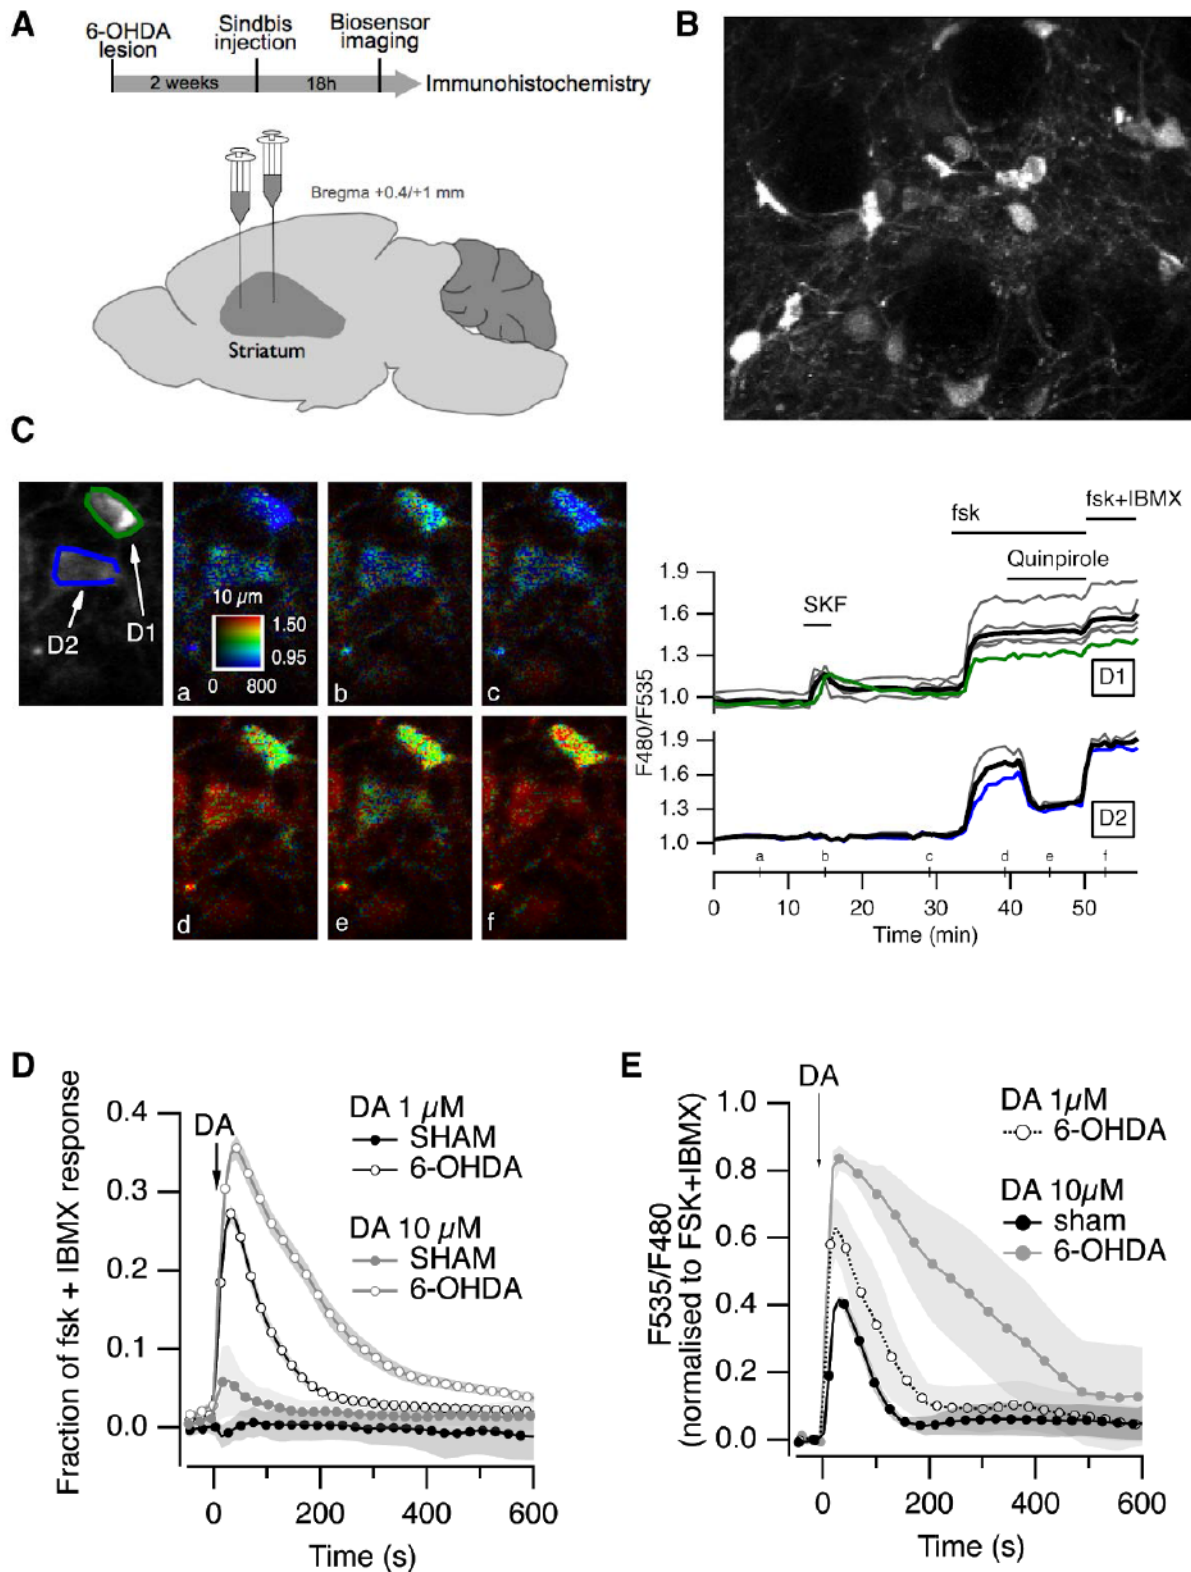 A
6-OHDA
lesion
Sindbis
injection
Biosensor
imaging
2 weeks
18h
Immunohistochemistry
Bregma +0.4/+1 mm
Striatum
B
C
D2
D1
10 µm
1.50
0.95
0
800
a
b
c
d
e
f
fsk
fsk+IBMX
Quinpirole
SKF
F480/F535
1.9
1.6
1.3
1.0
D1
1.9
1.6
1.3
1.0
D2
a
b
c
d
e
f
0
10
20
30
40
50
Time (min)
D
Fraction of fsk + IBMX response
0.4
0.3
0.2
0.1
0.0
DA
DA 1 µM
SHAM
6-OHDA
DA 10 µM
SHAM
6-OHDA
0
200
400
600
Time (s)
E
F535/F480
(normalised to FSK+IBMX)
1.0
0.8
0.6
0.4
0.2
0.0
DA
DA 1µM
6-OHDA
DA 10µM
sham
6-OHDA
0
200
400
600
Time (s)